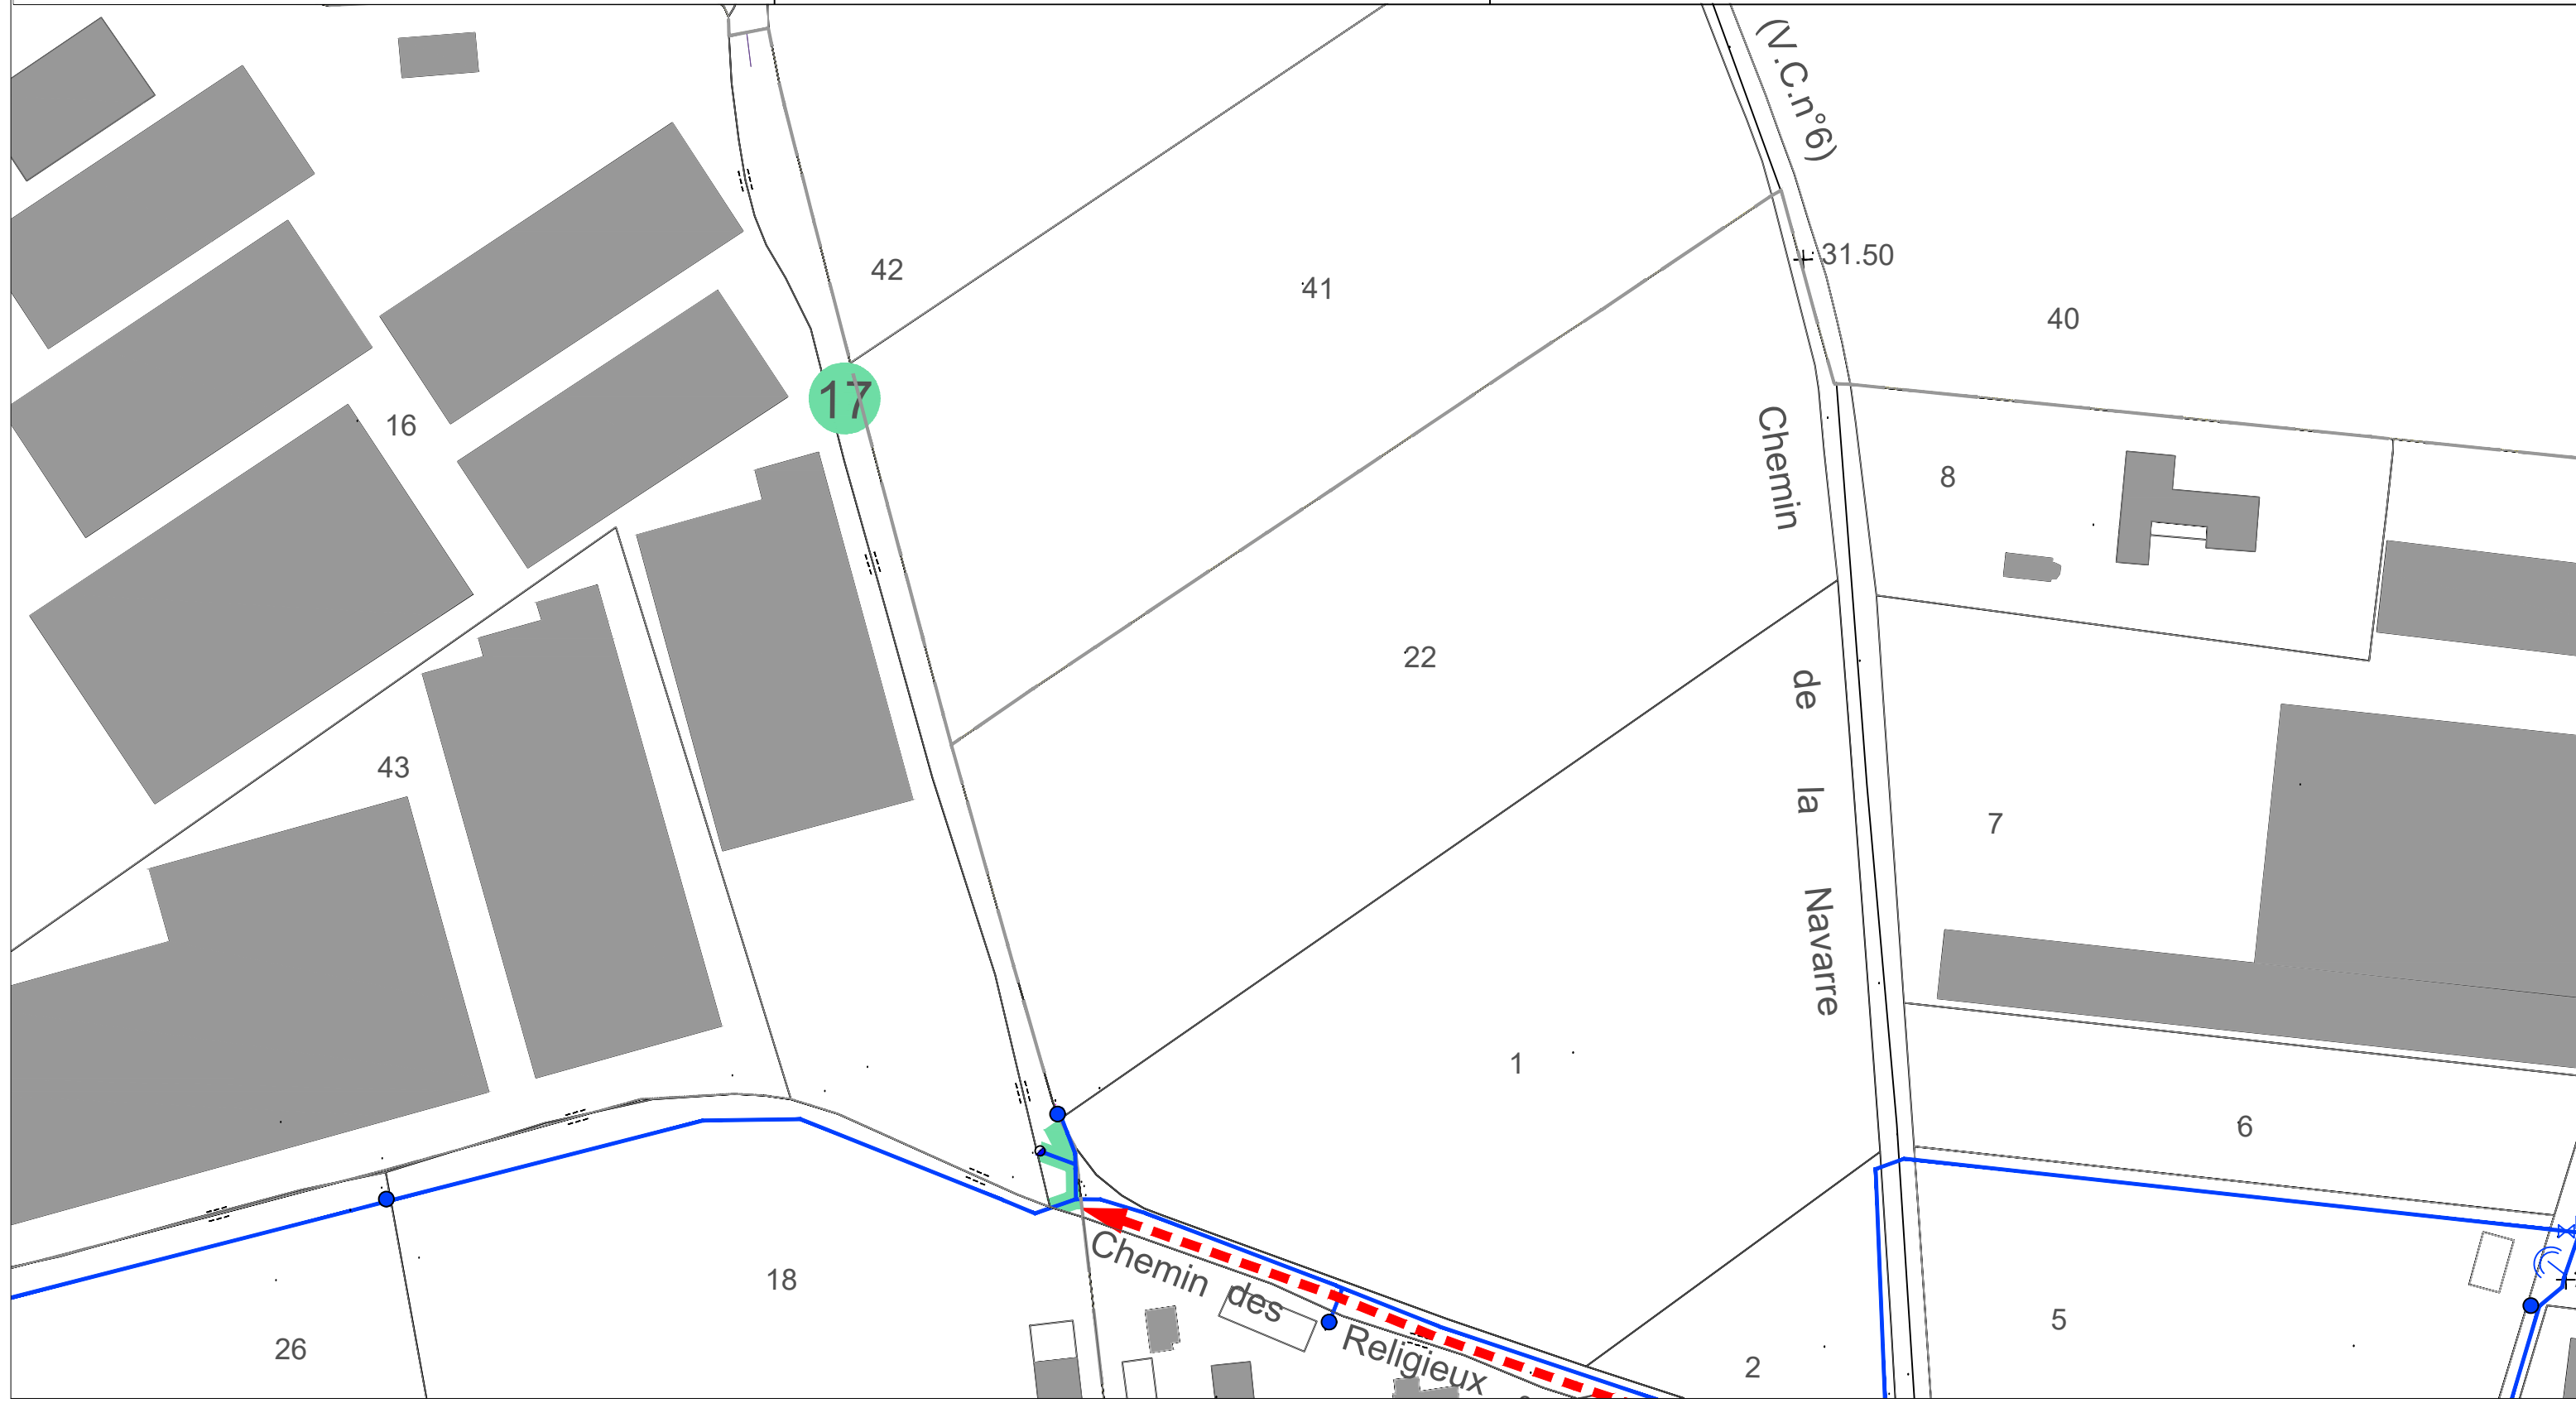 (V.C.n°6)
31.50
42
41
40
17
16
8
Chemin
22
de
43
la
7
Navarre
1
6
Chemin des
18
Religieux
5
26
2